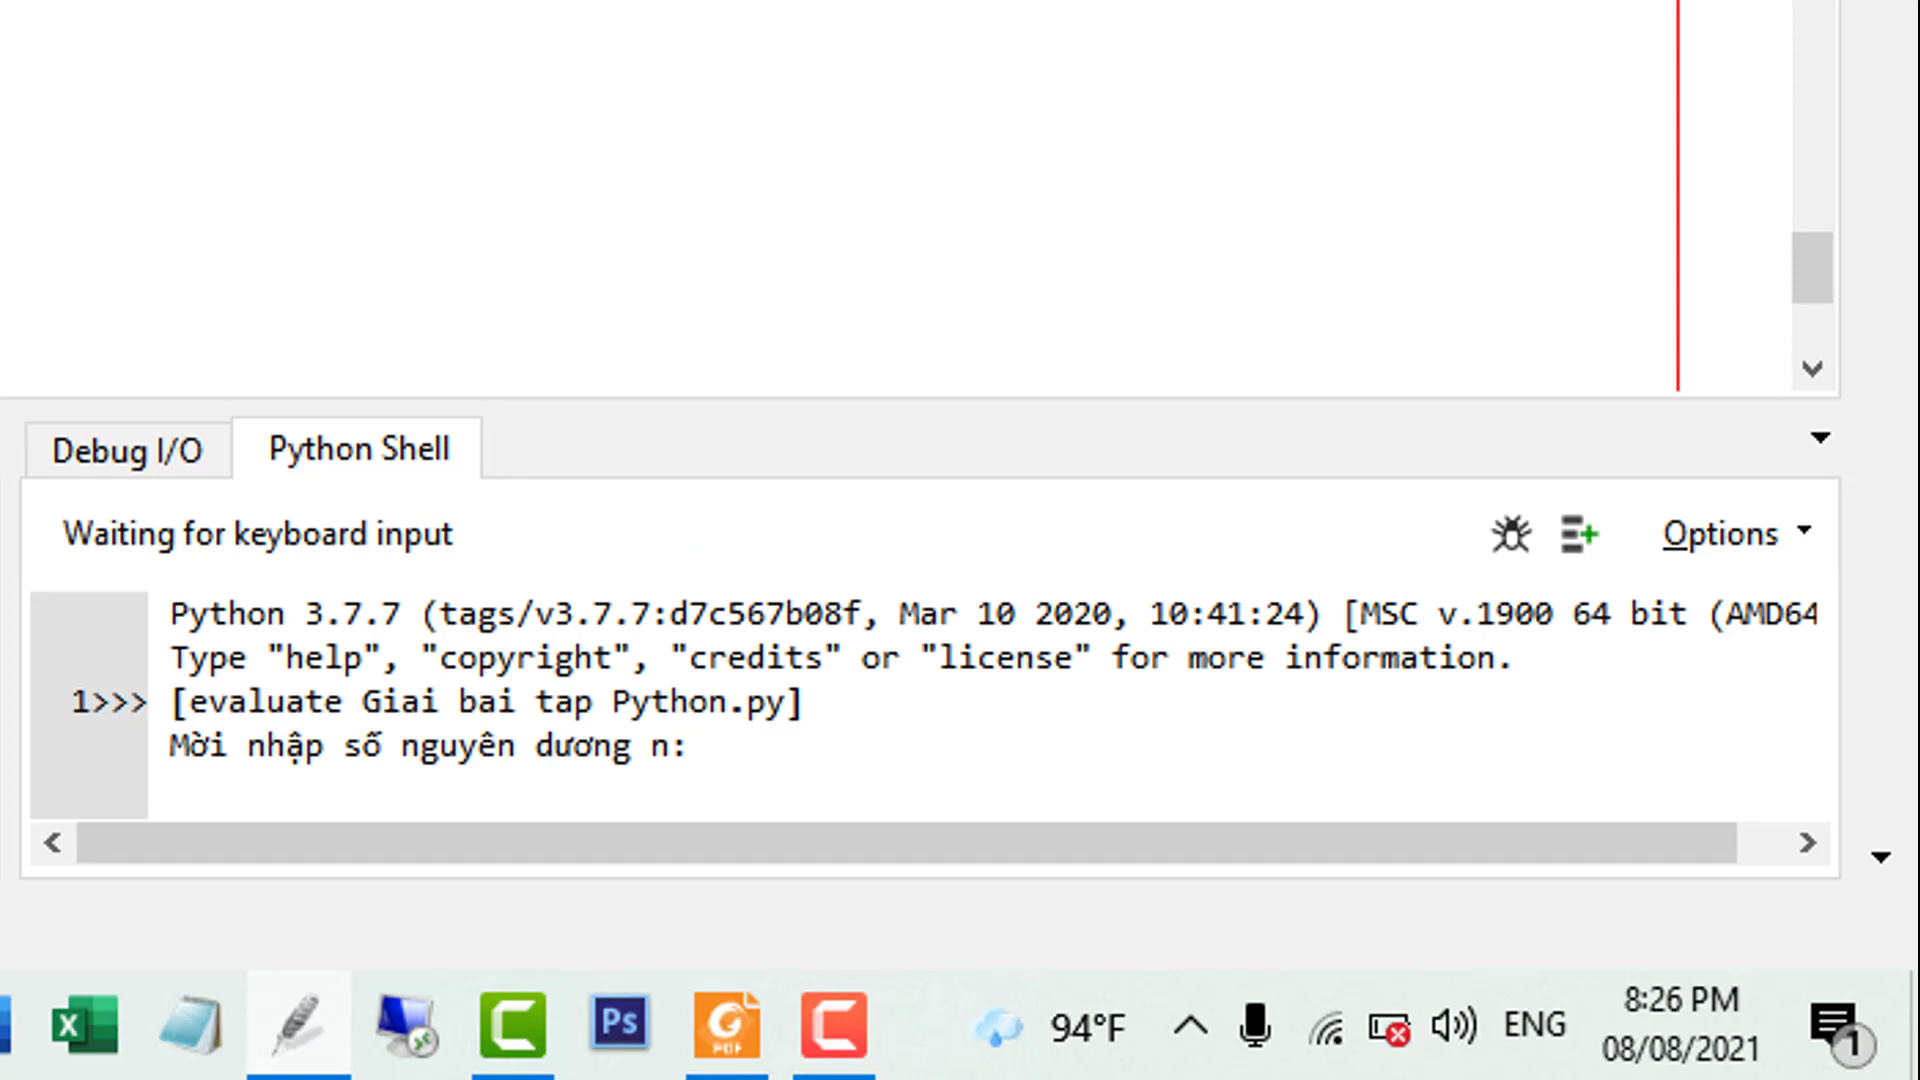 Debug I/O
Python Shell
Waiting for keyboard input
Options
Python 3.7.7 (tags/v3.7.7:d7c567b08f, Mar 10 2020, 10:41:24) [MSC v.1900 64 bit (AMD64
Type "help", "copyright", "credits" or "license" for more information.
1>>> [evaluate Giai bai tap Python.py]
Mời nhập số nguyên dương n:
X
Ps
PDF
94°F
ENG
8:26 PM
08/08/2021
1